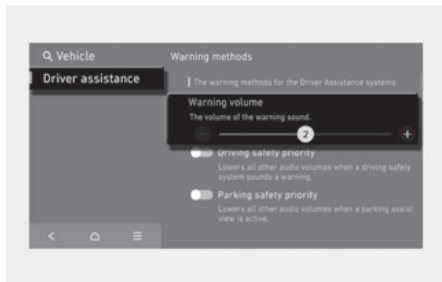 Vehicle
Driver assistance
Warning methods
The warning methods for the Driver Assistance systems.
Warning volume
The volume of the warning sound.
2
Driving safety priority
Lowers all other audio volumes when a driving safety
system sounds a warning.
Parking safety priority
Lowers all other audio volumes when a parking assist
view is active.